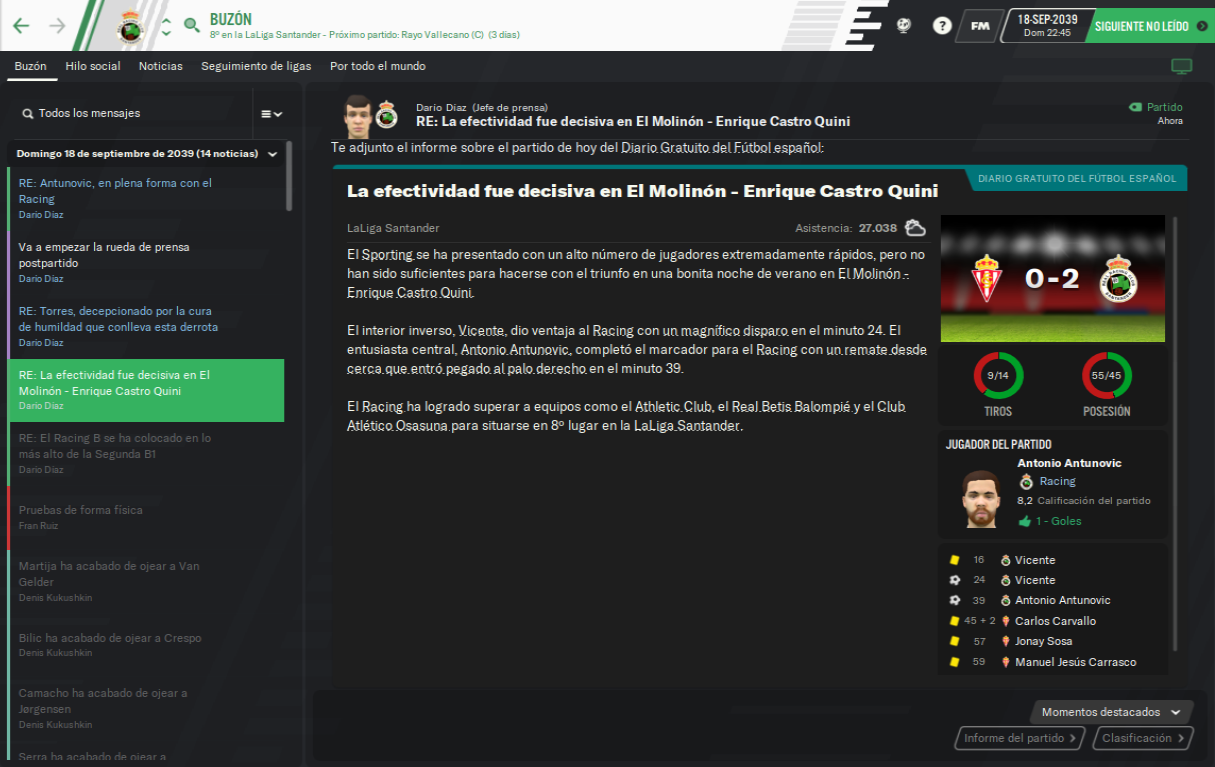 BUZÓN
8º en la LaLiga Santander - Próximo partido: Rayo Vallecano (C) (3 días)
?
FM
18-SEP-2039
Dom 22:45
SIGUIENTE NO LEÍDO
Buzón Hilo social Noticias Seguimiento de ligas Por todo el mundo
Todos los mensajes
Domingo 18 de septiembre de 2039 (14 noticias)
RE: Antunovic, en plena forma con el
Racing
Darío Díaz
Va a empezar la rueda de prensa
postpartido
Darío Díaz
RE: Torres, decepcionado por la cura
de humildad que conlleva esta derrota
Darío Díaz
RE: La efectividad fue decisiva en El
Molinón - Enrique Castro Quini
Darío Díaz
RE: El Racing B se ha colocado en lo
más alto de la Segunda B1
Darío Díaz
Pruebas de forma física
Fran Ruiz
Martija ha acabado de ojear a Van
Gelder
Denis Kukushkin
Bilic ha acabado de ojear a Crespo
Denis Kukushkin
Camacho ha acabado de ojear a
Jørgensen
Denis Kukushkin
Serra ha acabado de ojear a
Darío Díaz (Jefe de prensa)
RE: La efectividad fue decisiva en El Molinón - Enrique Castro Quini
Partido
Ahora
Te adjunto el informe sobre el partido de hoy del Diario Gratuito del Fútbol español:
La efectividad fue decisiva en El Molinón - Enrique Castro Quini
DIARIO GRATUITO DEL FÚTBOL ESPAÑOL
LaLiga Santander
Asistencia: 27.038
El Sporting se ha presentado con un alto número de jugadores extremadamente rápidos, pero no
han sido suficientes para hacerse con el triunfo en una bonita noche de verano en El Molinón -
Enrique Castro Quini.
El interior inverso, Vicente, dio ventaja al Racing con un magnífico disparo en el minuto 24. El
entusiasta central, Antonio Antunovic, completó el marcador para el Racing con un remate desde
cerca que entró pegado al palo derecho en el minuto 39.
El Racing ha logrado superar a equipos como el Athletic Club, el Real Betis Balompié y el Club
Atlético Osasuna para situarse en 8º lugar en la LaLiga Santander.
0-2
9/14
55/45
TIROS
POSESIÓN
JUGADOR DEL PARTIDO
Antonio Antunovic
Racing
8,2 Calificación del partido
1 - Goles
16 Vicente
24 Vicente
39 Antonio Antunovic
45 + 2 Carlos Carvallo
57 Jonay Sosa
59 Manuel Jesús Carrasco
Momentos destacados
Informe del partido
Clasificación